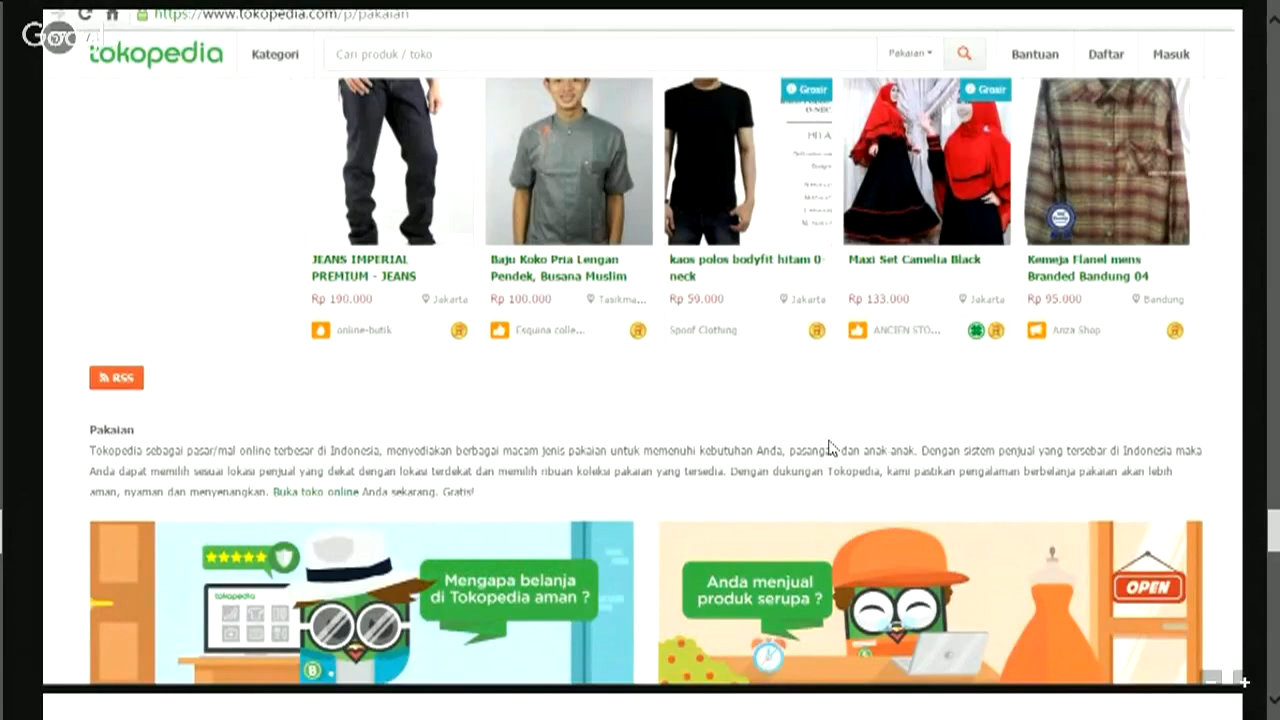 https://www.tokopedia.com/p/pakaian
tokopedia
Kategori
Cari produk / toko
Pakaian
Bantuan
Daftar
Masuk
Grosir
Grosir
JEANS IMPERIAL
PREMIUM - JEANS
Rp 190.000
Jakarta
online-butik
Baju Koko Pria Lengan
Pendek, Busana Muslim
Rp 100.000
Tasikma...
Esquina colle...
kaos polos bodyfit hitam O-
neck
Rp 59.000
Jakarta
Spoof Clothing
Maxi Set Camelia Black
Rp 133.000
Jakarta
ANCIEN STO...
Kemeja Flanel mens
Branded Bandung 04
Rp 95.000
Bandung
Anza Shop
RSS
Pakaian
Tokopedia sebagai pasar/mal online terbesar di Indonesia, menyediakan berbagai macam jenis pakaian untuk memenuhi kebutuhan Anda, dan anak-anak. Dengan sistem penjual yang tersebar di Indonesia maka
Anda dapat memilih sesuai lokasi penjual yang dekat dengan lokasi terdekat dan memilih ribuan koleksi pakaian yang tersedia. Dengan dukungan Tokopedia, kami pastikan pengalaman berbelanja pakaian akan lebih
aman, nyaman dan menyenangkan. Buka toko online Anda sekarang. Gratis!
tokopedia
Mengapa belanja
di Tokopedia aman ?
Anda menjual
produk serupa ?
OPEN